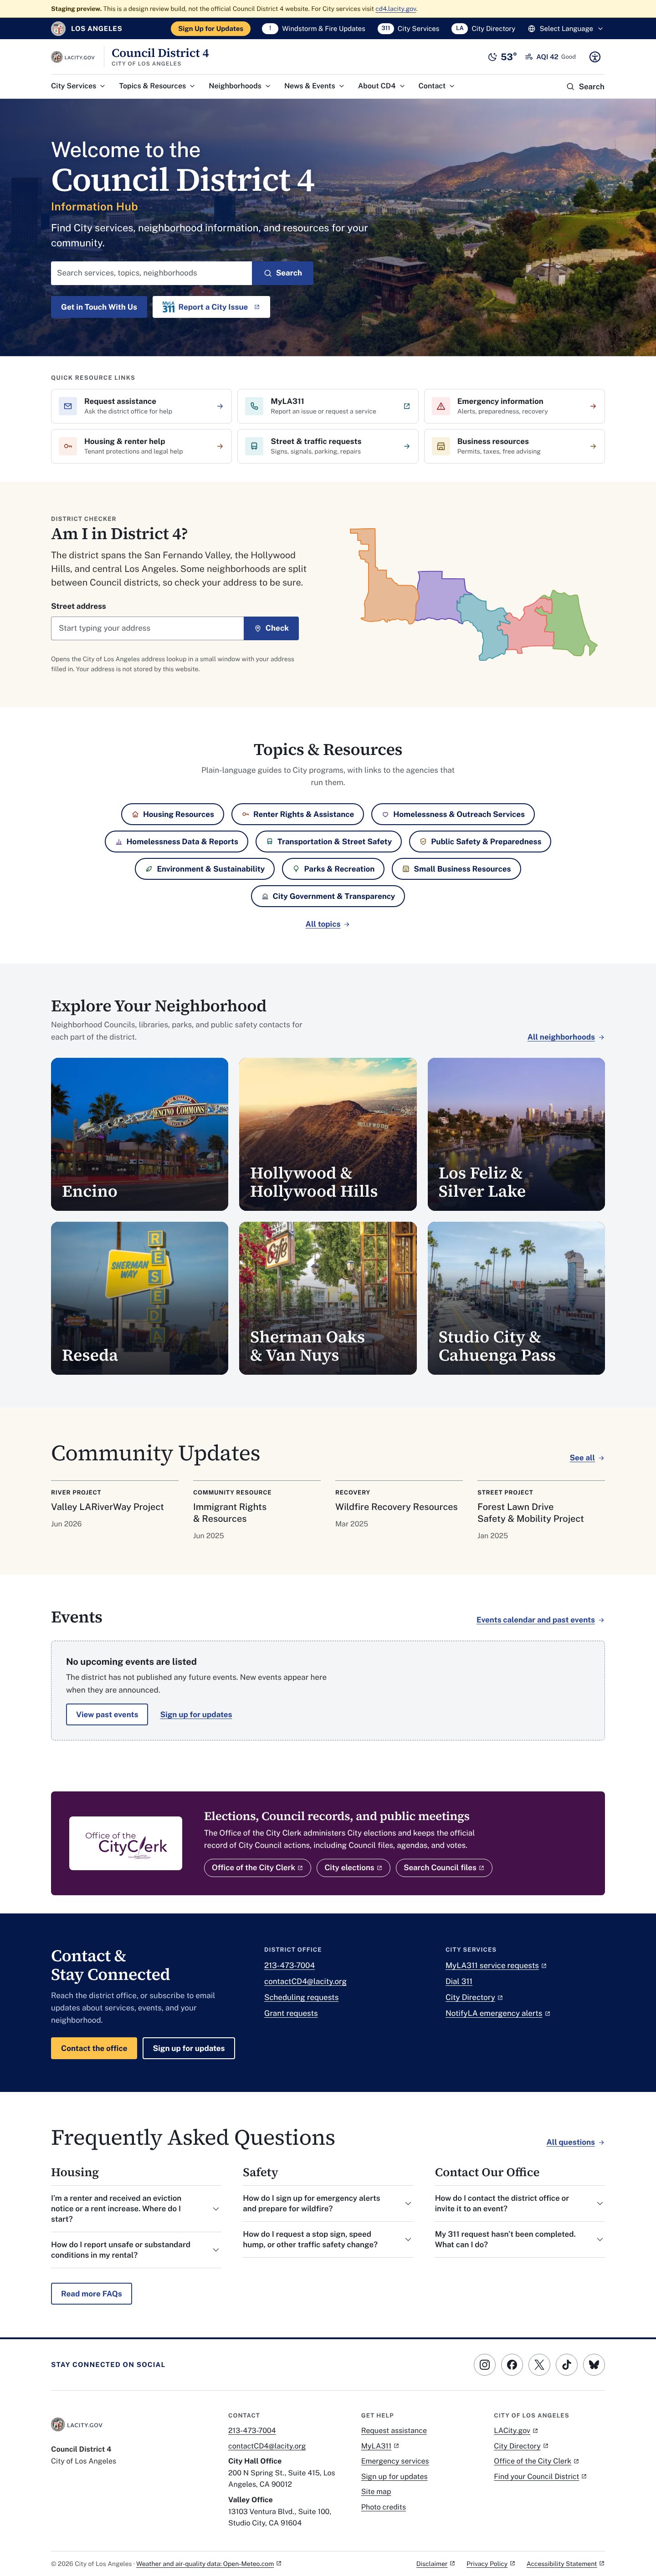 Staging preview. This is a design review build, not the official Council District 4 website. For City services visit cd4.lacity.gov.
LOS ANGELES
Sign Up for Updates
! Windstorm & Fire Updates
311 City Services
LA City Directory
Select Language
LACITY.GOV
Council District 4
CITY OF LOS ANGELES
53°
AQI 42 Good
City Services
Topics & Resources
Neighborhoods
News & Events
About CD4
Contact
Search
Welcome to the
Council District 4
Information Hub
Find City services, neighborhood information, and resources for your
community.
Search services, topics, neighborhoods
Search
Get in Touch With Us
MyLA
311
Report a City Issue
QUICK RESOURCE LINKS
Request assistance
Ask the district office for help
MyLA311
Report an issue or request a service
Emergency information
Alerts, preparedness, recovery
Housing & renter help
Tenant protections and legal help
Street & traffic requests
Signs, signals, parking, repairs
Business resources
Permits, taxes, free advising
DISTRICT CHECKER
Am I in District 4?
The district spans the San Fernando Valley, the Hollywood
Hills, and central Los Angeles. Some neighborhoods are split
between Council districts, so check your address to be sure.
Street address
Start typing your address
Check
Opens the City of Los Angeles address lookup in a small window with your address
filled in. Your address is not stored by this website.
Topics & Resources
Plain-language guides to City programs, with links to the agencies that
run them.
Housing Resources
Renter Rights & Assistance
Homelessness & Outreach Services
Homelessness Data & Reports
Transportation & Street Safety
Public Safety & Preparedness
Environment & Sustainability
Parks & Recreation
Small Business Resources
City Government & Transparency
All topics
Explore Your Neighborhood
Neighborhood Councils, libraries, parks, and public safety contacts for
each part of the district.
All neighborhoods
ENCINO COMMONS
Encino
HOLLYWOOD
Hollywood &
Hollywood Hills
Los Feliz &
Silver Lake
SHERMAN
WAY
RESEDA
Reseda
cafe
Sherman Oaks
& Van Nuys
Studio City &
Cahuenga Pass
Community Updates
See all
RIVER PROJECT
Valley LARiverWay Project
Jun 2026
COMMUNITY RESOURCE
Immigrant Rights
& Resources
Jun 2025
RECOVERY
Wildfire Recovery Resources
Mar 2025
STREET PROJECT
Forest Lawn Drive
Safety & Mobility Project
Jan 2025
Events
Events calendar and past events
No upcoming events are listed
The district has not published any future events. New events appear here
when they are announced.
View past events
Sign up for updates
Office of the
CityClerk
Elections, Council records, and public meetings
The Office of the City Clerk administers City elections and keeps the official
record of City Council actions, including Council files, agendas, and votes.
Office of the City Clerk
City elections
Search Council files
Contact &
Stay Connected
Reach the district office, or subscribe to email
updates about services, events, and your
neighborhood.
Contact the office
Sign up for updates
DISTRICT OFFICE
213-473-7004
contactCD4@lacity.org
Scheduling requests
Grant requests
CITY SERVICES
MyLA311 service requests
Dial 311
City Directory
NotifyLA emergency alerts
Frequently Asked Questions
All questions
Housing
I'm a renter and received an eviction
notice or a rent increase. Where do I
start?
How do I report unsafe or substandard
conditions in my rental?
Safety
How do I sign up for emergency alerts
and prepare for wildfire?
How do I request a stop sign, speed
hump, or other traffic safety change?
Contact Our Office
How do I contact the district office or
invite it to an event?
My 311 request hasn't been completed.
What can I do?
Read more FAQs
STAY CONNECTED ON SOCIAL
LACITY.GOV
Council District 4
City of Los Angeles
CONTACT
213-473-7004
contactCD4@lacity.org
City Hall Office
200 N Spring St., Suite 415, Los
Angeles, CA 90012
Valley Office
13103 Ventura Blvd., Suite 100,
Studio City, CA 91604
GET HELP
Request assistance
MyLA311
Emergency services
Sign up for updates
Site map
Photo credits
CITY OF LOS ANGELES
LACity.gov
City Directory
Office of the City Clerk
Find your Council District
© 2026 City of Los Angeles · Weather and air-quality data: Open-Meteo.com
Disclaimer
Privacy Policy
Accessibility Statement